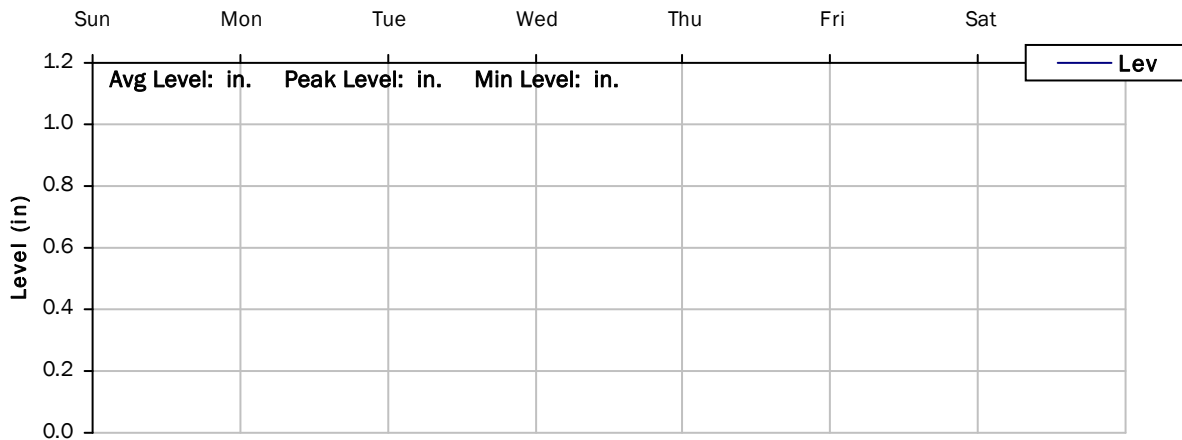 Sun Mon Tue Wed Thu Fri Sat
1.2
Avg Level: in. Peak Level: in. Min Level: in.
Lev
1.0
0.8
0.6
0.4
0.2
0.0
Level (in)